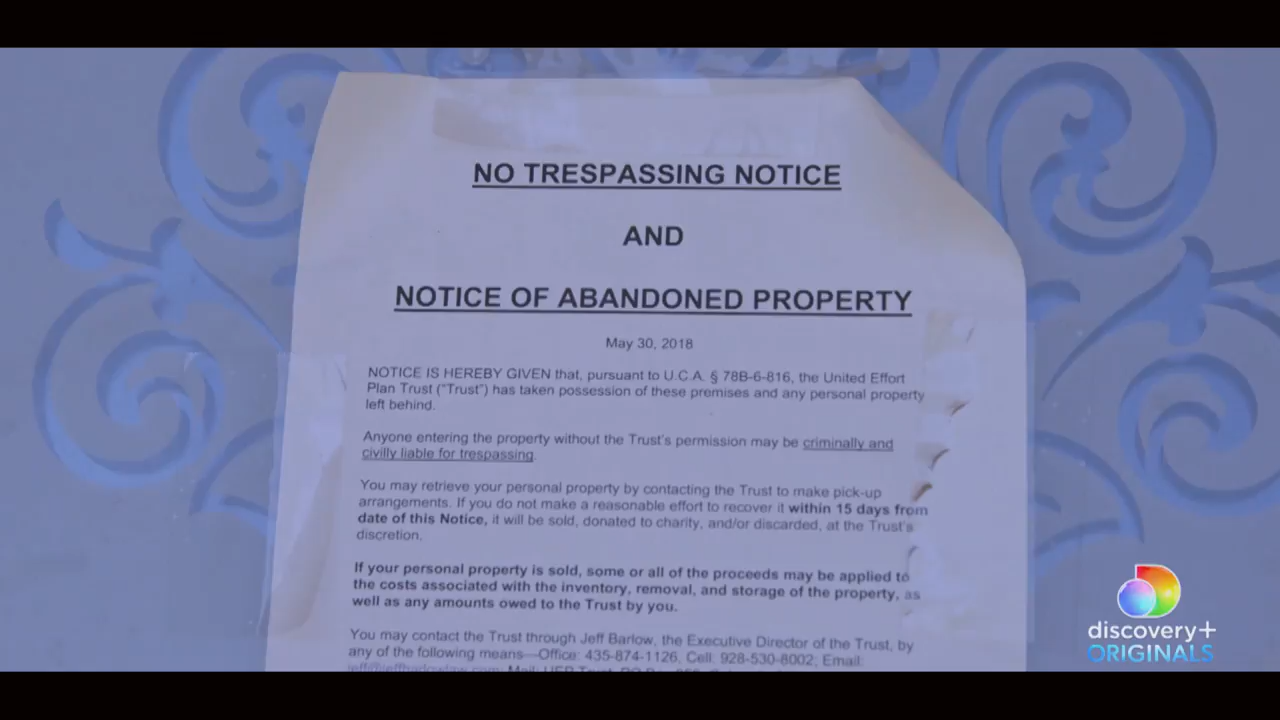 NO TRESPASSING NOTICE
AND
NOTICE OF ABANDONED PROPERTY
May 30, 2018
NOTICE IS HEREBY GIVEN that, pursuant to U.C.A. § 78B-6-816, the United Effort
Plan Trust ("Trust") has taken possession of these premises and any personal property
left behind.
Anyone entering the property without the Trust's permission may be criminally and
civilly liable for trespassing.
You may retrieve your personal property by contacting the Trust to make pick-up
arrangements. If you do not make a reasonable effort to recover it within 15 days from
date of this Notice, it will be sold, donated to charity, and/or discarded, at the Trust's
discretion.
If your personal property is sold, some or all of the proceeds may be applied to
the costs associated with the inventory, removal, and storage of the property, as
well as any amounts owed to the Trust by you.
You may contact the Trust through Jeff Barlow, the Executive Director of the Trust, by
any of the following means—Office: 435-874-1126, Cell: 928-530-8002; Email:
Mail: UEP Trust,
discovery+
ORIGINALS